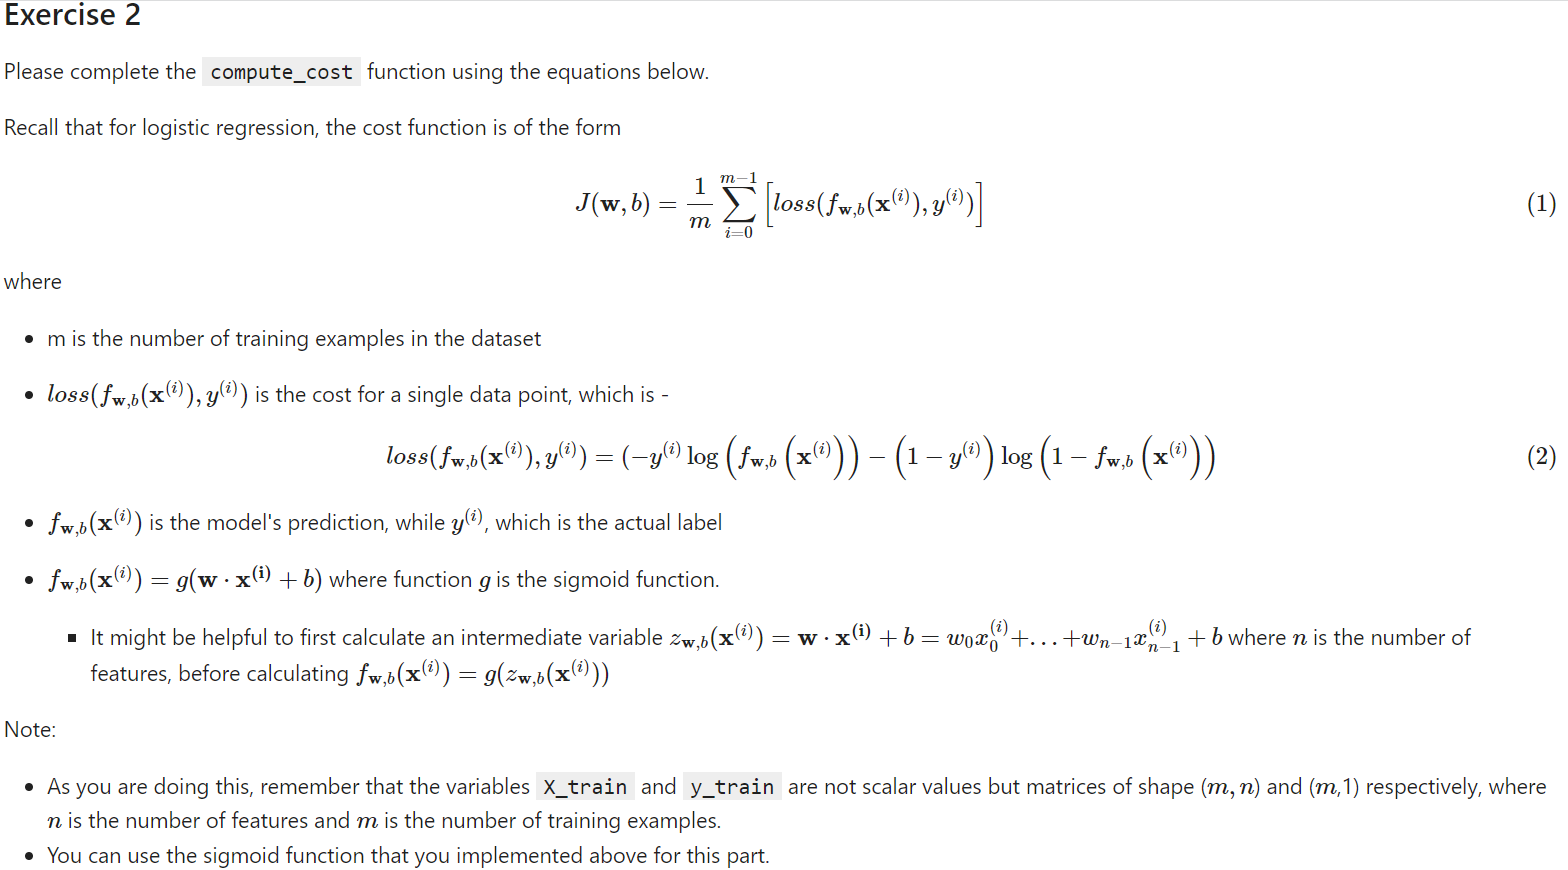 Exercise 2
Please complete the compute_cost function using the equations below.
Recall that for logistic regression, the cost function is of the form
$$J(\mathbf{w},b) = \frac{1}{m}\sum_{i=0}^{m-1} \left[ loss(f_{\mathbf{w},b}(\mathbf{x}^{(i)}), y^{(i)}) \right] \quad (1)$$
where
• m is the number of training examples in the dataset
• $loss(f_{\mathbf{w},b}(\mathbf{x}^{(i)}), y^{(i)})$ is the cost for a single data point, which is -
$$loss(f_{\mathbf{w},b}(\mathbf{x}^{(i)}), y^{(i)}) = (-y^{(i)} \log\left(f_{\mathbf{w},b}\left(\mathbf{x}^{(i)}\right)\right) - \left(1 - y^{(i)}\right) \log\left(1 - f_{\mathbf{w},b}\left(\mathbf{x}^{(i)}\right)\right) \quad (2)$$
• $f_{\mathbf{w},b}(\mathbf{x}^{(i)})$ is the model's prediction, while $y^{(i)}$, which is the actual label
• $f_{\mathbf{w},b}(\mathbf{x}^{(i)}) = g(\mathbf{w} \cdot \mathbf{x^{(i)}} + b)$ where function $g$ is the sigmoid function.
▪ It might be helpful to first calculate an intermediate variable $z_{\mathbf{w},b}(\mathbf{x}^{(i)}) = \mathbf{w} \cdot \mathbf{x^{(i)}} + b = w_0x_0^{(i)} + \ldots + w_{n-1}x_{n-1}^{(i)} + b$ where $n$ is the number of
features, before calculating $f_{\mathbf{w},b}(\mathbf{x}^{(i)}) = g(z_{\mathbf{w},b}(\mathbf{x}^{(i)}))$
Note:
• As you are doing this, remember that the variables X_train and y_train are not scalar values but matrices of shape ($m, n$) and ($m$,1) respectively, where
$n$ is the number of features and $m$ is the number of training examples.
• You can use the sigmoid function that you implemented above for this part.